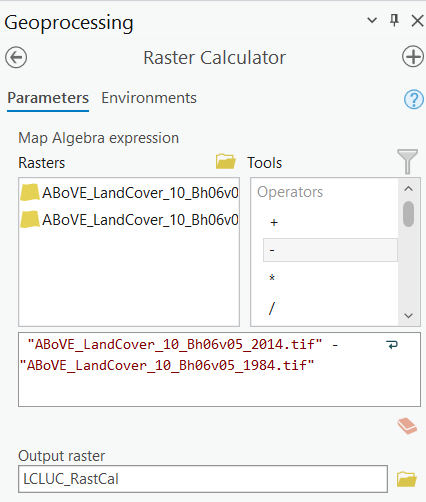 Geoprocessing
Raster Calculator
Parameters Environments
Map Algebra expression
Rasters Tools
ABoVE_LandCover_10_Bh06v0
ABoVE_LandCover_10_Bh06v0
Operators
+
-
*
/
"ABoVE_LandCover_10_Bh06v05_2014.tif" -
"ABoVE_LandCover_10_Bh06v05_1984.tif"
Output raster
LCLUC_RastCal